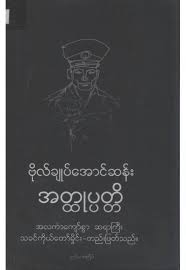 ဗိုလ်ချုပ်အောင်ဆန်း
အတ္ထုပ္ပတ္တိ
အလင်္ကာကျော်စွာ ဆရာကြီး
သခင်ကိုယ်တော်မှိုင်း-တည်းဖြတ်သည်။